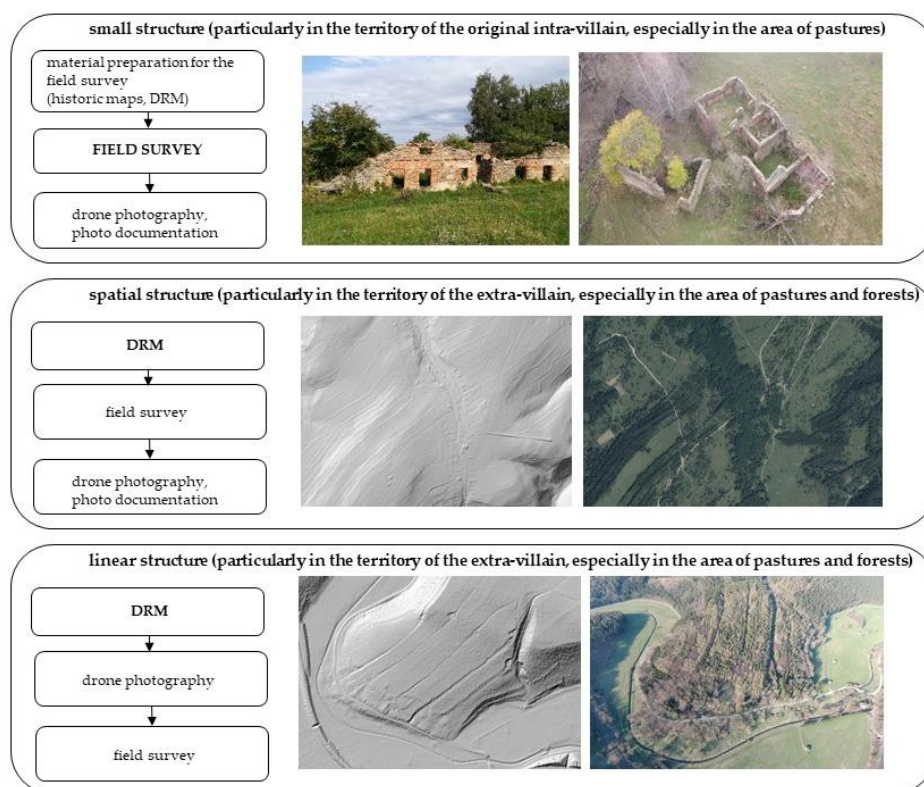 small structure (particularly in the territory of the original intra-villain, especially in the area of pastures)
material preparation for the
field survey
(historic maps, DRM)
FIELD SURVEY
drone photography,
photo documentation
spatial structure (particularly in the territory of the extra-villain, especially in the area of pastures and forests)
DRM
field survey
drone photography,
photo documentation
linear structure (particularly in the territory of the extra-villain, especially in the area of pastures and forests)
DRM
drone photography
field survey